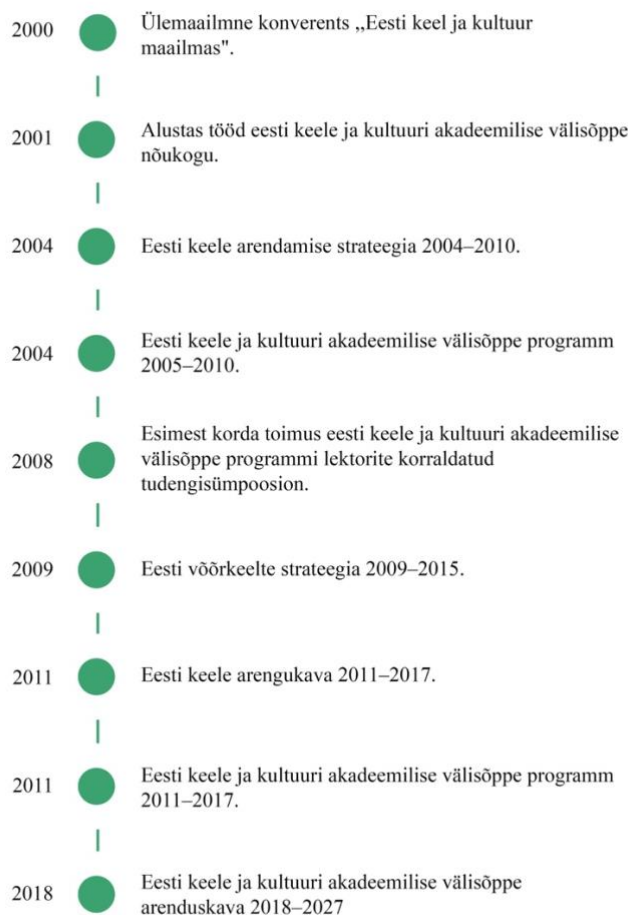 2000
Ülemaailmne konverents „Eesti keel ja kultuur
maailmas".
2001
Alustas tööd eesti keele ja kultuuri akadeemilise välisõppe
nõukogu.
2004
Eesti keele arendamise strateegia 2004–2010.
2004
Eesti keele ja kultuuri akadeemilise välisõppe programm
2005–2010.
2008
Esimest korda toimus eesti keele ja kultuuri akadeemilise
välisõppe programmi lektorite korraldatud
tudengisümpoosion.
2009
Eesti võõrkeelte strateegia 2009–2015.
2011
Eesti keele arengukava 2011–2017.
2011
Eesti keele ja kultuuri akadeemilise välisõppe programm
2011–2017.
2018
Eesti keele ja kultuuri akadeemilise välisõppe
arenduskava 2018–2027